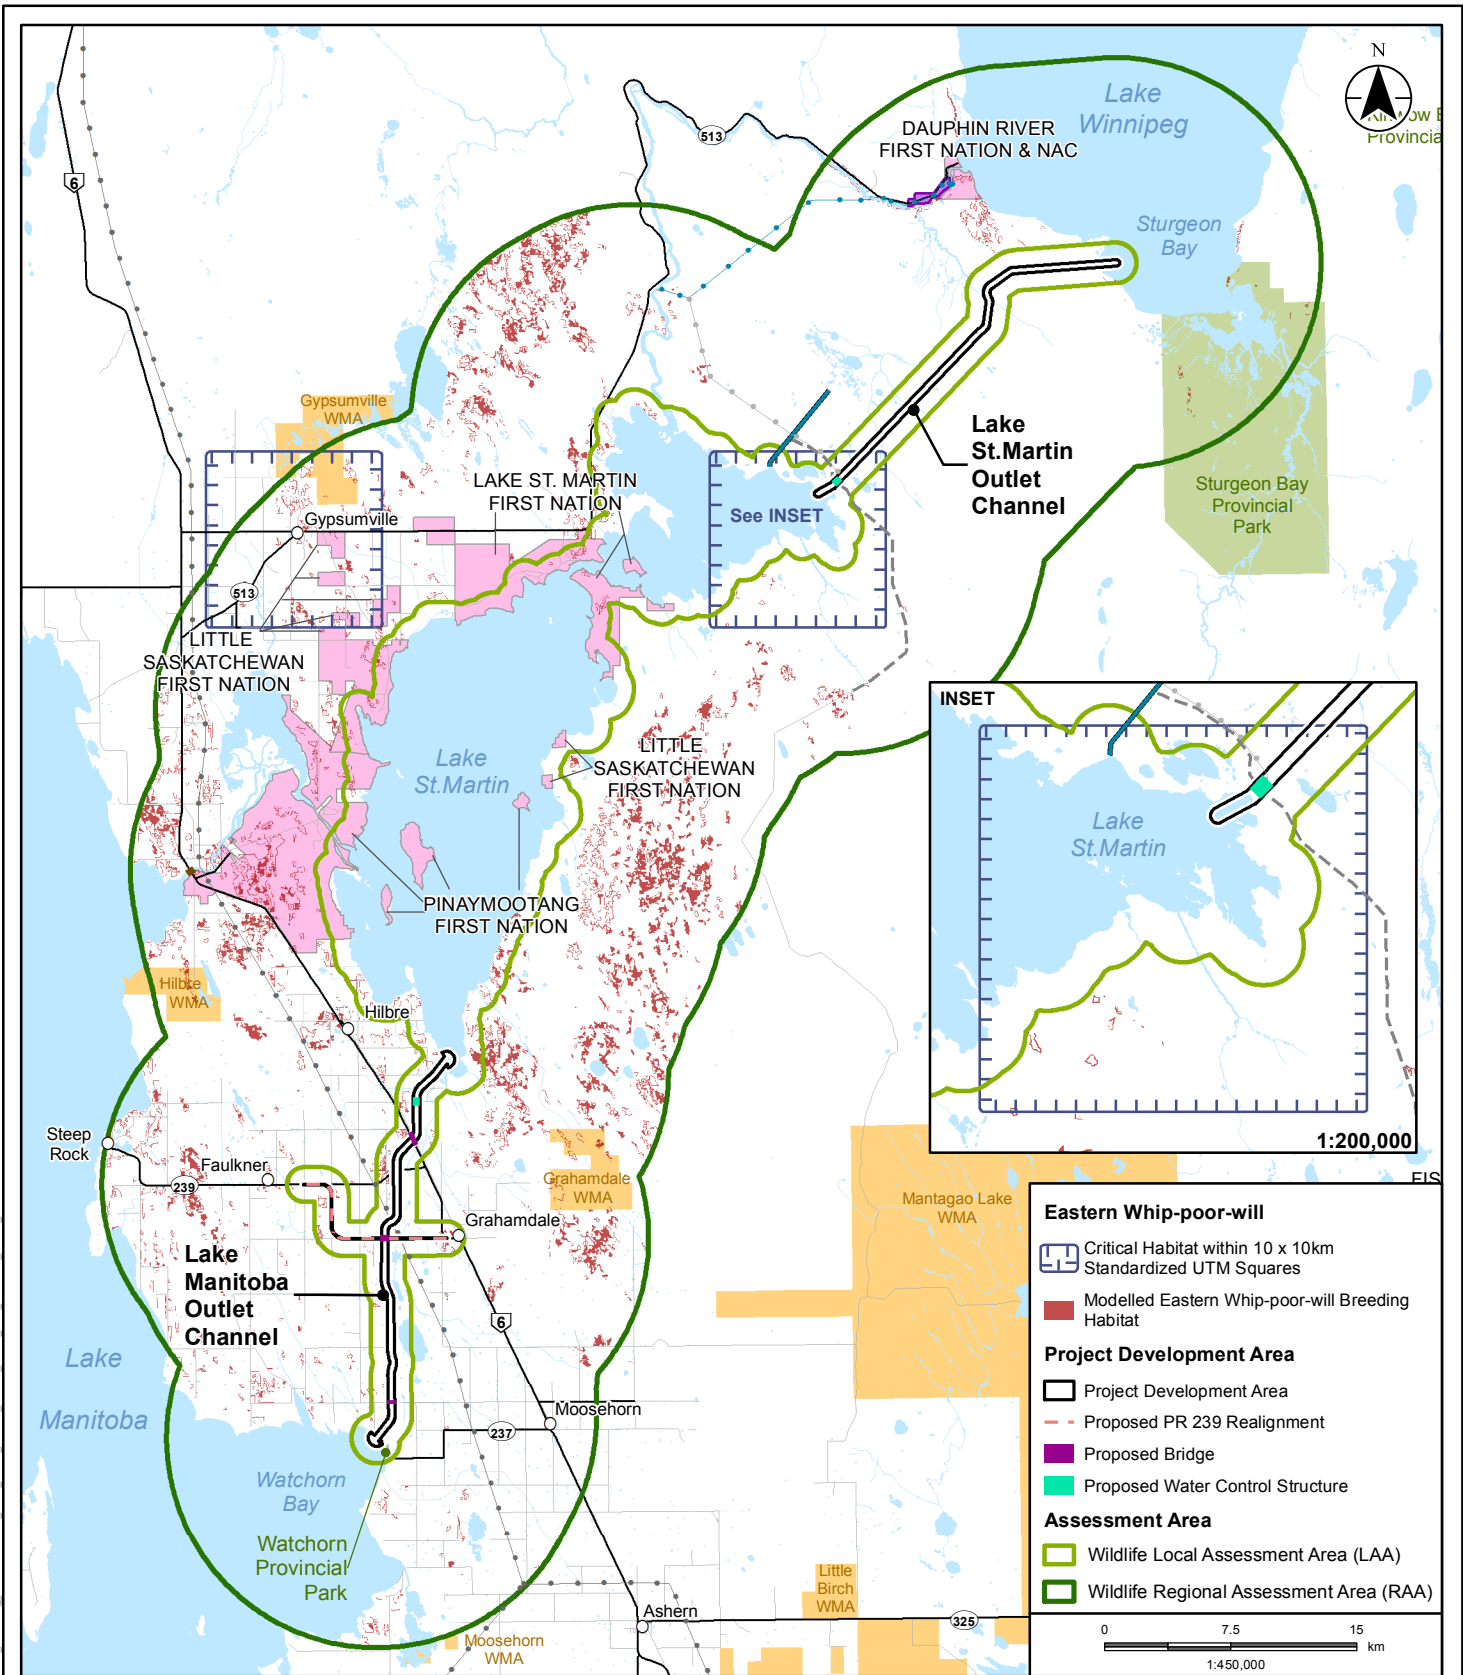 N
Lake
Winnipeg
Provincia
DAUPHIN RIVER
FIRST NATION & NAC
513
6
Sturgeon
Bay
Gypsumville
WMA
Lake
St.Martin
Outlet
Channel
LAKE ST. MARTIN
FIRST NATION
See INSET
Sturgeon Bay
Provincial
Park
Gypsumville
513
LITTLE
SASKATCHEWAN
FIRST NATION
INSET
Lake
St.Martin
1:200,000
Lake
St.Martin
LITTLE
SASKATCHEWAN
FIRST NATION
PINAYMOOTANG
FIRST NATION
Hilbre
WMA
Hilbre
Steep
Rock
Faulkner
239
Grahamdale
WMA
Mantagao Lake
WMA
FIS
Grahamdale
Lake
Manitoba
Outlet
Channel
6
Lake
Manitoba
Moosehorn
237
Watchorn
Bay
Watchorn
Provincial
Park
Little
Birch
WMA
Ashern
325
Moosehorn
WMA
Eastern Whip-poor-will
Critical Habitat within 10 x 10km
Standardized UTM Squares
Modelled Eastern Whip-poor-will Breeding
Habitat
Project Development Area
Project Development Area
Proposed PR 239 Realignment
Proposed Bridge
Proposed Water Control Structure
Assessment Area
Wildlife Local Assessment Area (LAA)
Wildlife Regional Assessment Area (RAA)
0 7.5 15
km
1:450,000